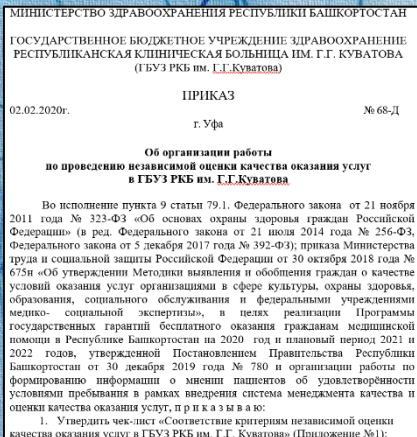 МИНИСТЕРСТВО ЗДРАВООХРАНЕНИЯ РЕСПУБЛИКИ БАШКОРТОСТАН
ГОСУДАРСТВЕННОЕ БЮДЖЕТНОЕ УЧРЕЖДЕНИЕ ЗДРАВООХРАНЕНИЕ
РЕСПУБЛИКАНСКАЯ КЛИНИЧЕСКАЯ БОЛЬНИЦА ИМ. Г.Г. КУВАТОВА
(ГБУЗ РКБ им. Г.Г.Куватова)
ПРИКАЗ
02.02.2020г. № 68-Д
г. Уфа
Об организации работы
по проведению независимой оценки качества оказания услуг
в ГБУЗ РКБ им. Г.Г.Куватова
Во исполнение пункта 9 статьи 79.1. Федерального закона от 21 ноября
2011 года № 323-ФЗ «Об основах охраны здоровья граждан Российской
Федерации» (в ред. Федерального закона от 21 июля 2014 года № 256-ФЗ,
Федерального закона от 5 декабря 2017 года № 392-ФЗ); приказа Министерства
труда и социальной защиты Российской Федерации от 30 октября 2018 года №
675н «Об утверждении Методики выявления и обобщения граждан о качестве
условий оказания услуг организациями в сфере культуры, охраны здоровья,
образования, социального обслуживания и федеральными учреждениями
медико- социальной экспертизы», в целях реализации Программы
государственных гарантий бесплатного оказания гражданам медицинской
помощи в Республике Башкортостан на 2020 год и плановый период 2021 и
2022 годов, утвержденной Постановлением Правительства Республики
Башкортостан от 30 декабря 2019 года № 780 и организации работы по
формированию информации о мнении пациентов об удовлетворённости
условиями пребывания в рамках внедрения система менеджмента качества и
оценки качества оказания услуг, п р и к а з ы в а ю:
1. Утвердить чек-лист «Соответствие критериям независимой оценки
качества оказания услуг в ГБУЗ РКБ им. Г.Г. Куватова» (Приложение №1);